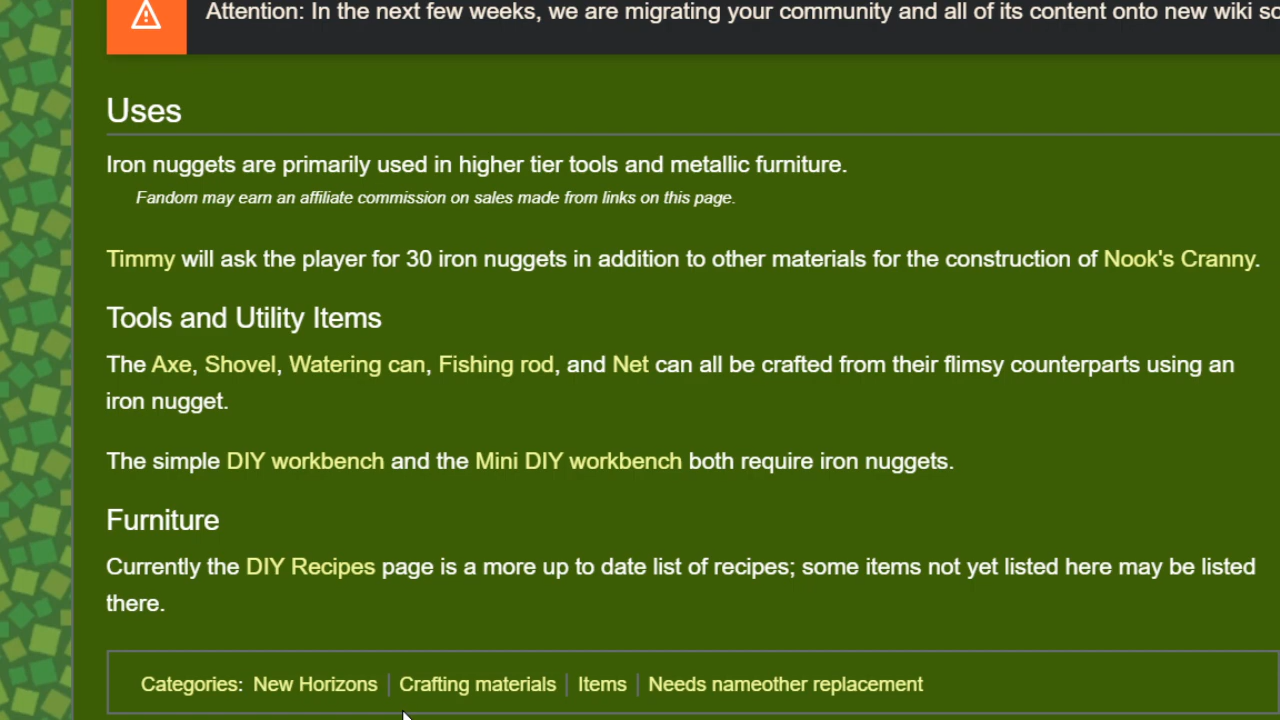 Attention: In the next few weeks, we are migrating your community and all of its content onto new wiki
Uses
Iron nuggets are primarily used in higher tier tools and metallic furniture.
Fandom may earn an affiliate commission on sales made from links on this page.
Timmy will ask the player for 30 iron nuggets in addition to other materials for the construction of Nook's Cranny.
Tools and Utility Items
The Axe, Shovel, Watering can, Fishing rod, and Net can all be crafted from their flimsy counterparts using an
iron nugget.
The simple DIY workbench and the Mini DIY workbench both require iron nuggets.
Furniture
Currently the DIY Recipes page is a more up to date list of recipes; some items not yet listed here may be listed
there.
Categories: New Horizons | Crafting materials | Items | Needs nameother replacement